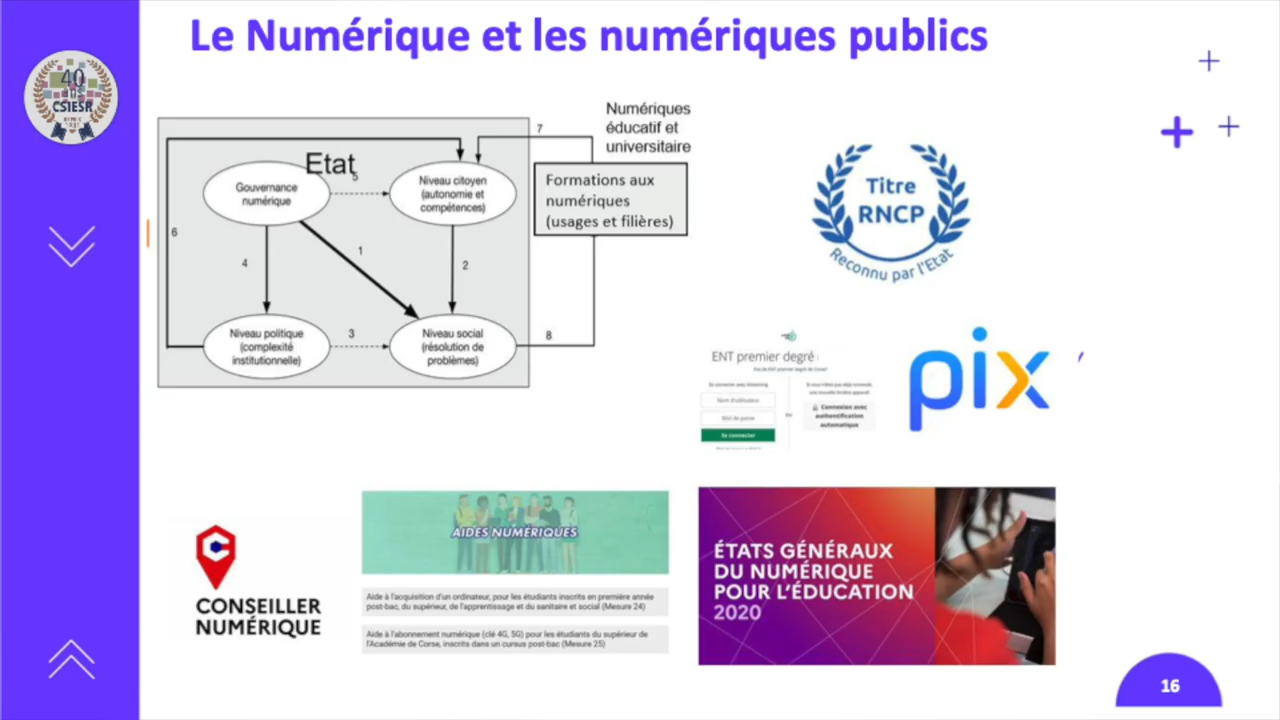 Le Numérique et les numériques publics
40
ans
CSIESR
Numériques
éducatif et
universitaire
7
Etat
5
Gouvernance
numérique
Niveau citoyen
(autonomie et
compétences)
Formations aux
numériques
(usages et filières)
6
4
1
2
Niveau politique
(complexité
institutionnelle)
3
Niveau social
(résolution de
problèmes)
8
Titre
RNCP
Reconnu par l'Etat
ENT premier degré
Nom d'utilisateur
Mot de passe
Se connecter
ou
Connexion avec
authentification
automatique
pix
CONSEILLER
NUMÉRIQUE
AIDES NUMÉRIQUES
Aide à l'acquisition d'un ordinateur, pour les étudiants inscrits en première année
post-bac, du supérieur, de l'apprentissage et du sanitaire et social (Mesure 24)
Aide à l'abonnement numérique (clé 4G, 5G) pour les étudiants du supérieur de
l'Académie de Corse, inscrits dans un cursus post-bac (Mesure 25)
ÉTATS GÉNÉRAUX
DU NUMÉRIQUE
POUR L'ÉDUCATION
2020
16